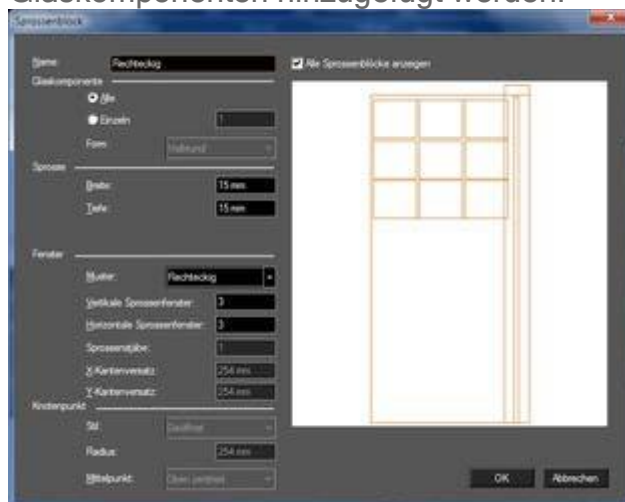 Glaskomponenten hinzugefügt werden.
Sprossenblock
Name: Rechteckig
Alle Sprossenblöcke anzeigen
Glaskomponente
Alle
Einzeln 1
Form: Halbrund
Sprosse
Breite: 15 mm
Tiefe: 15 mm
Fenster
Muster: Rechteckig
Vertikale Sprossenfenster: 3
Horizontale Sprossenfenster: 3
Sprossenstäbe: 1
X-Kantenversatz: 254 mm
Y-Kantenversatz: 254 mm
Knotenpunkt
Stil:
Radius: 254 mm
Mittelpunkt: Oben zentriert
OK Abbrechen